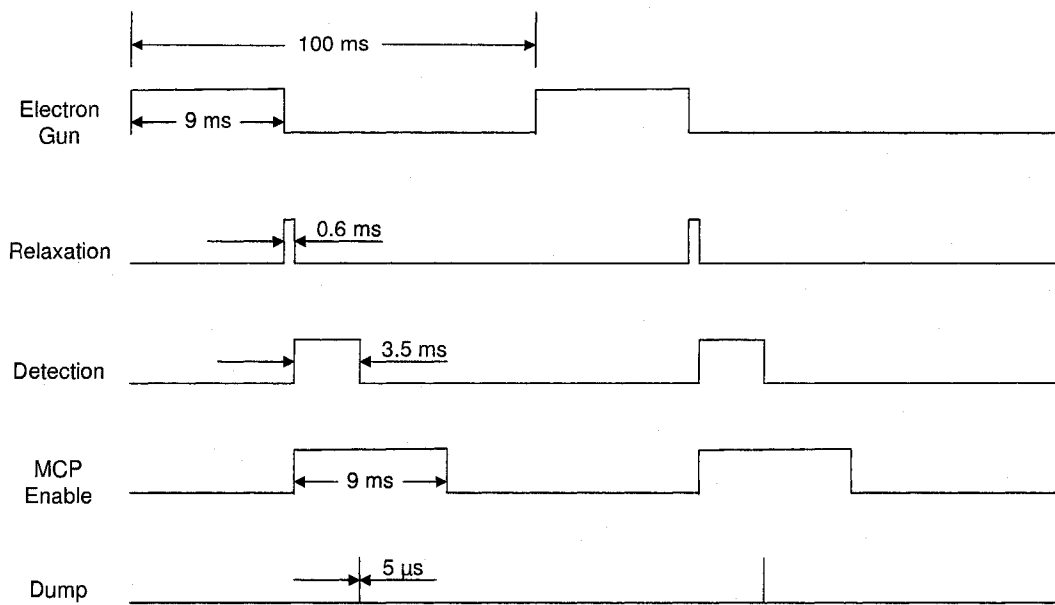 100 ms
Electron
Gun
9 ms
Relaxation
0.6 ms
Detection
3.5 ms
MCP
Enable
9 ms
Dump
5 µs